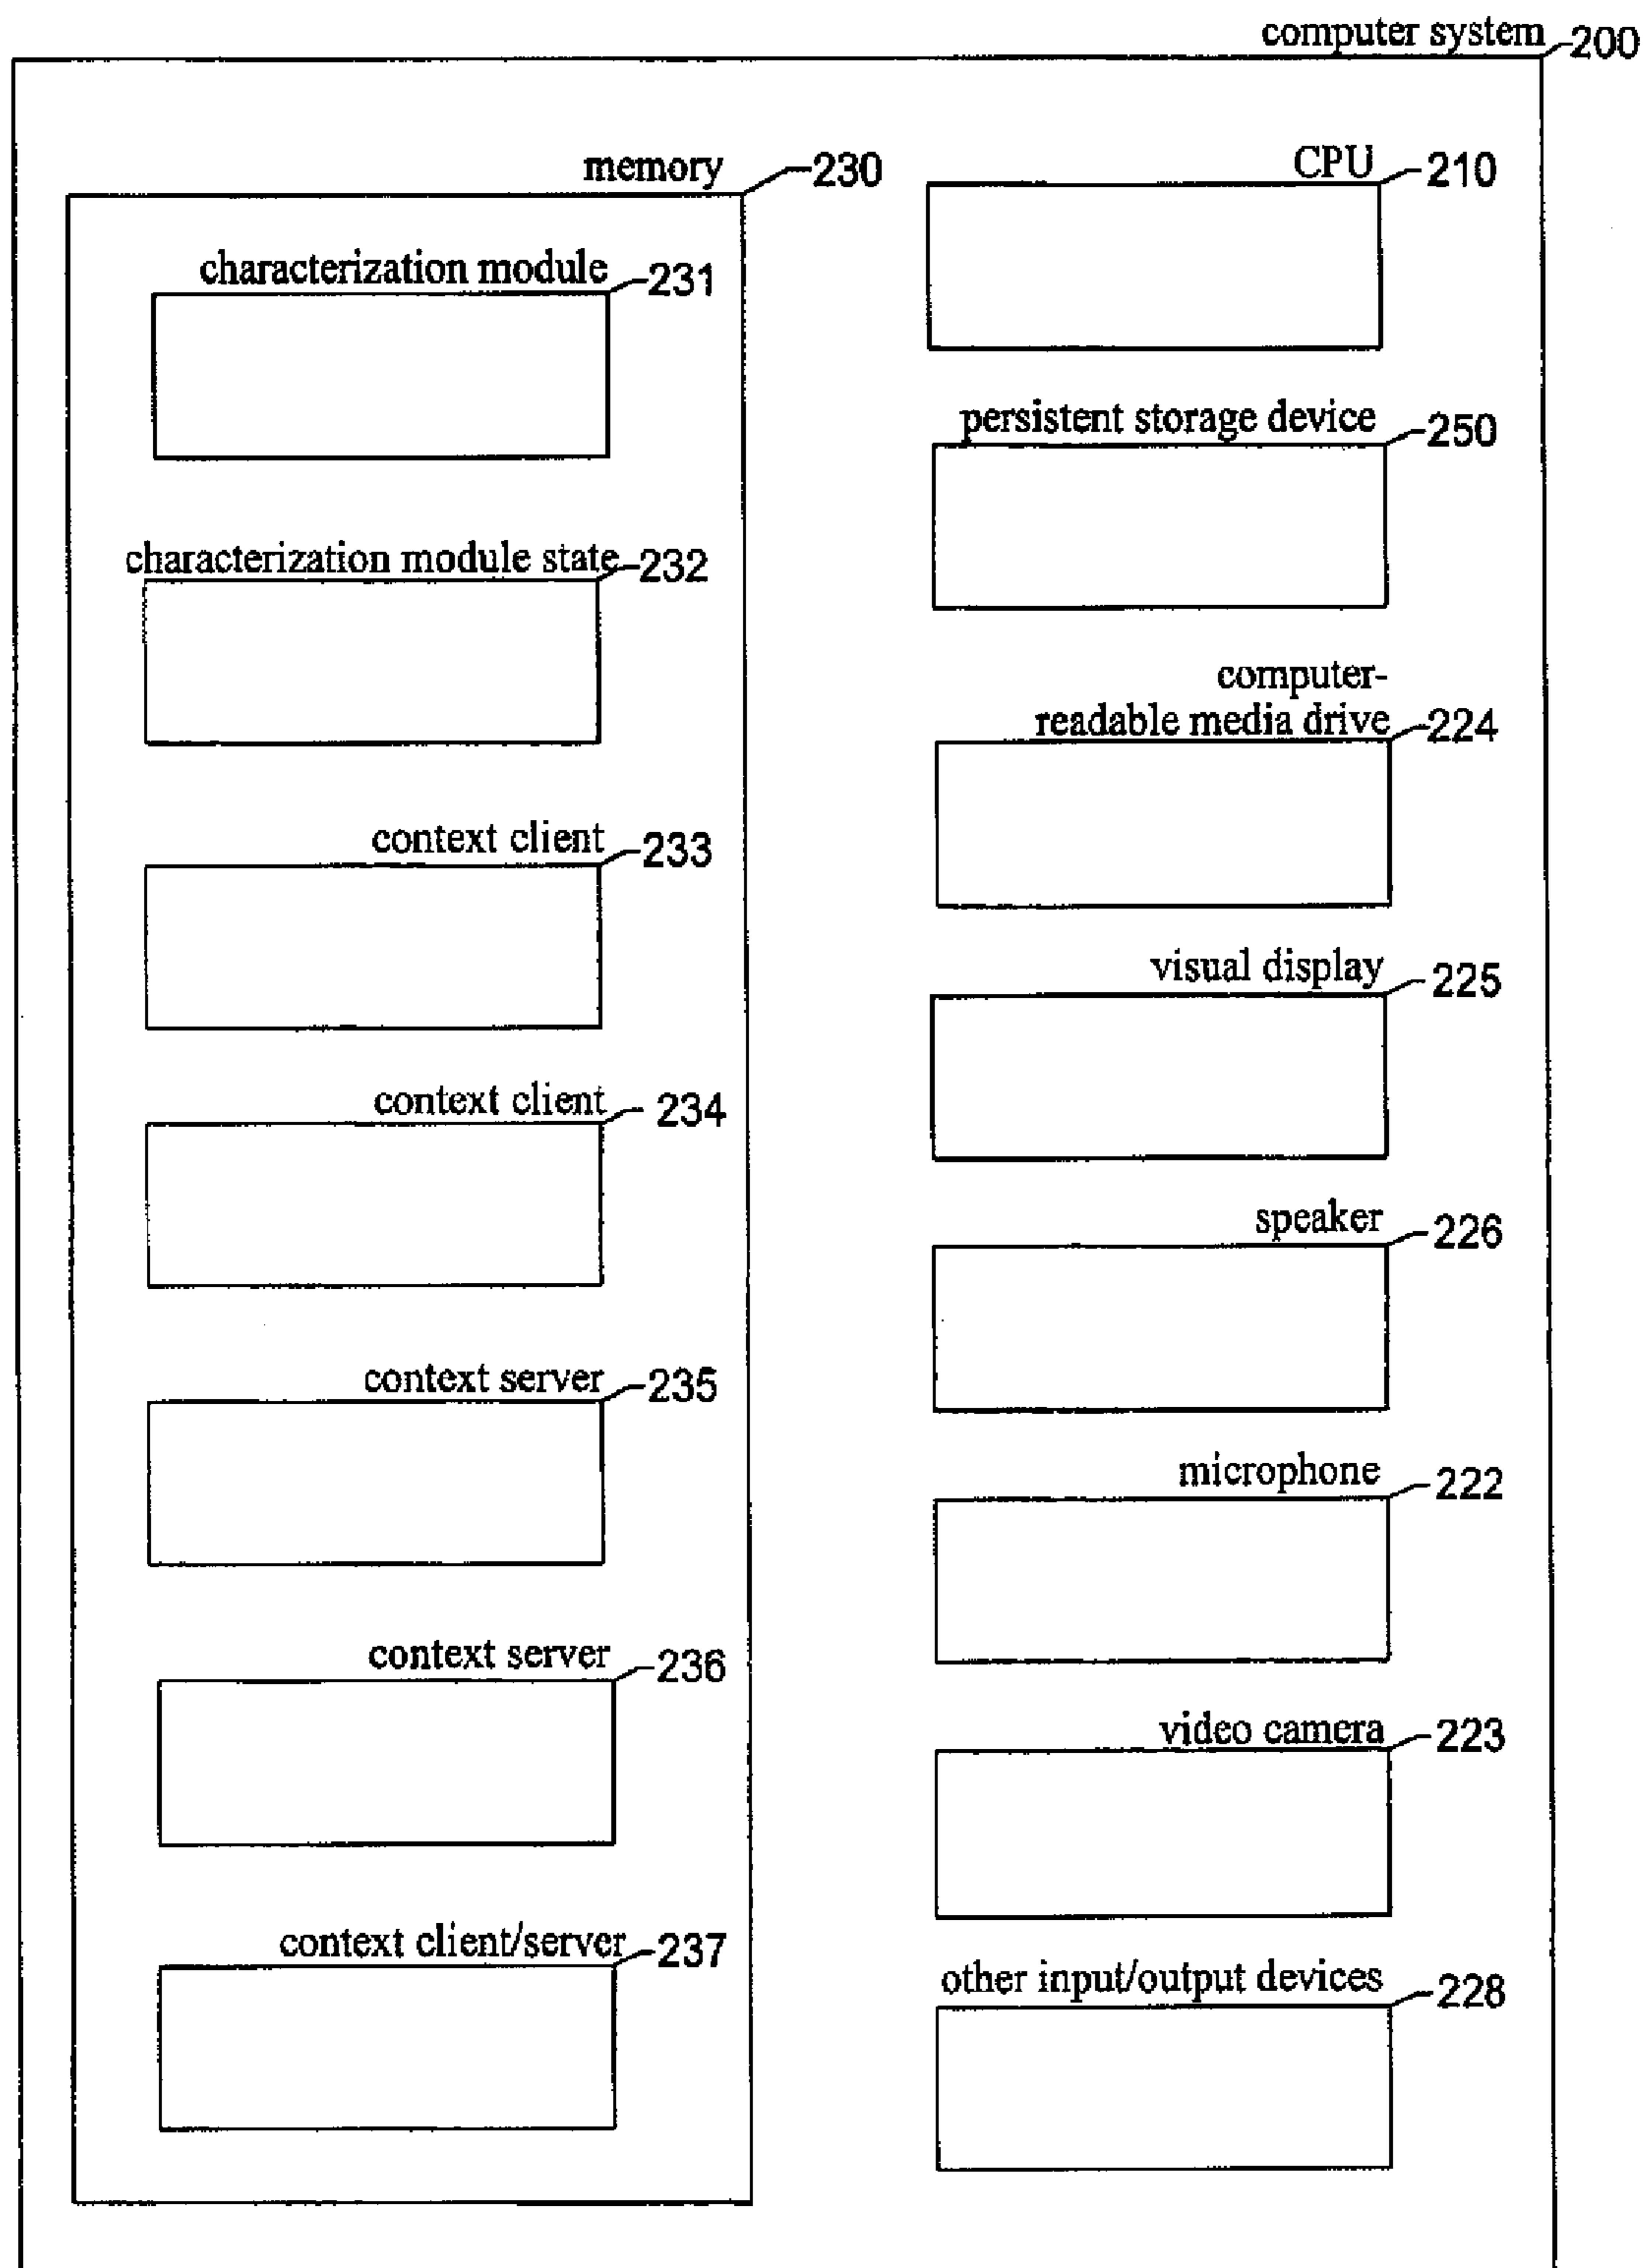 computer system 200
memory 230
characterization module 231
characterization module state 232
context client 233
context client 234
context server 235
context server 236
context client/server 237
CPU 210
persistent storage device 250
computer-
readable media drive 224
visual display 225
speaker 226
microphone 222
video camera 223
other input/output devices 228